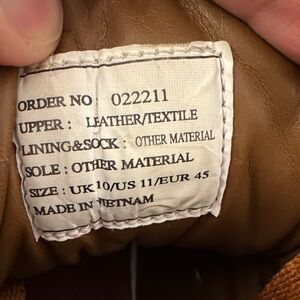 ORDER NO : 022211
UPPER : LEATHER/TEXTILE
LINING&SOCK : OTHER MATERIAL
SOLE : OTHER MATERIAL
SIZE : UK 10/US 11/EUR 45
MADE IN VIETNAM